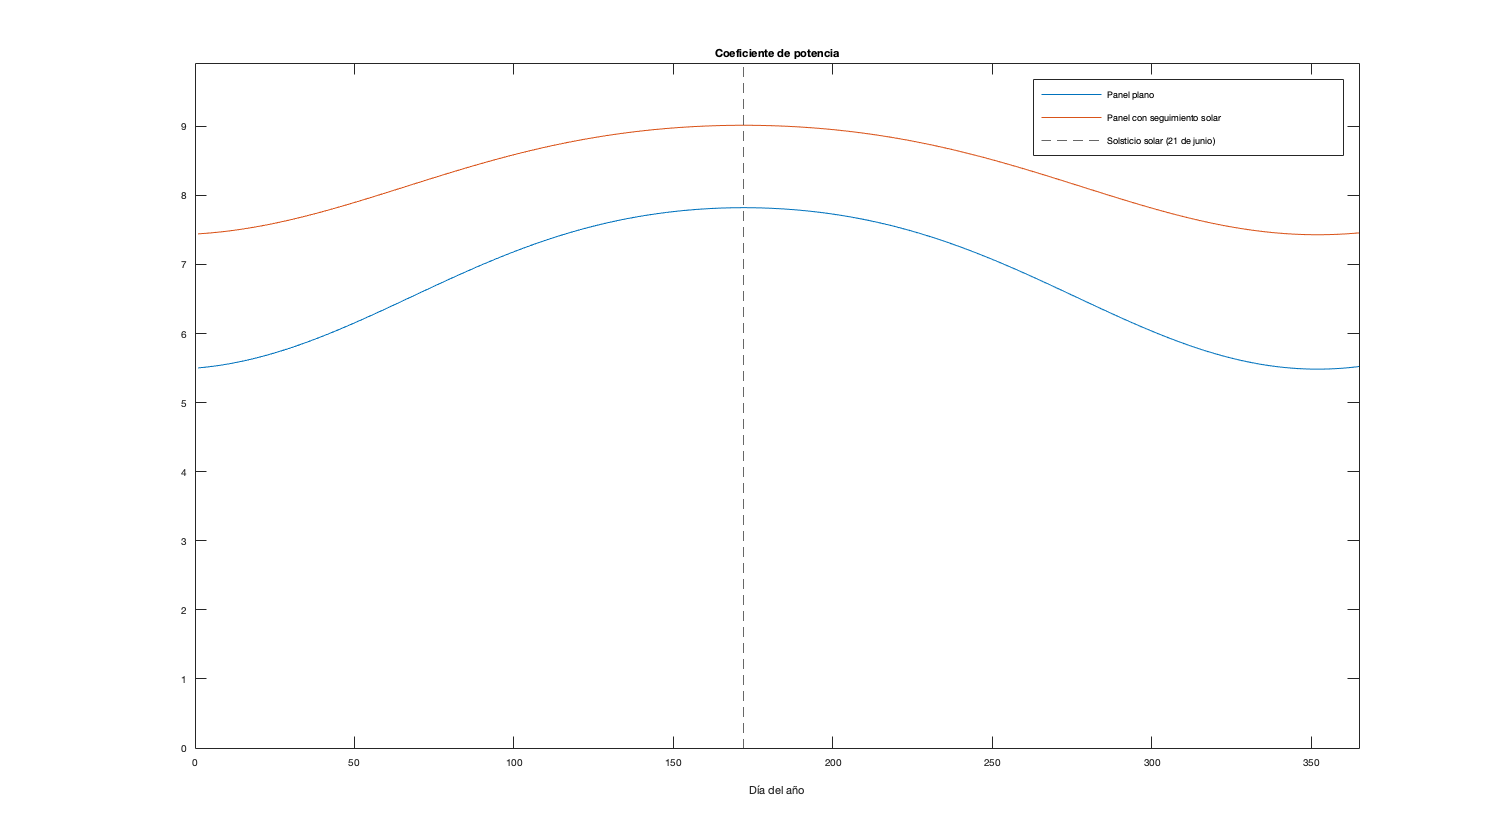 Coeficiente de potencia
Panel plano
Panel con seguimiento solar
Solsticio solar (21 de junio)
9
8
7
6
5
4
3
2
1
0
0 50 100 150 200 250 300 350
Día del año